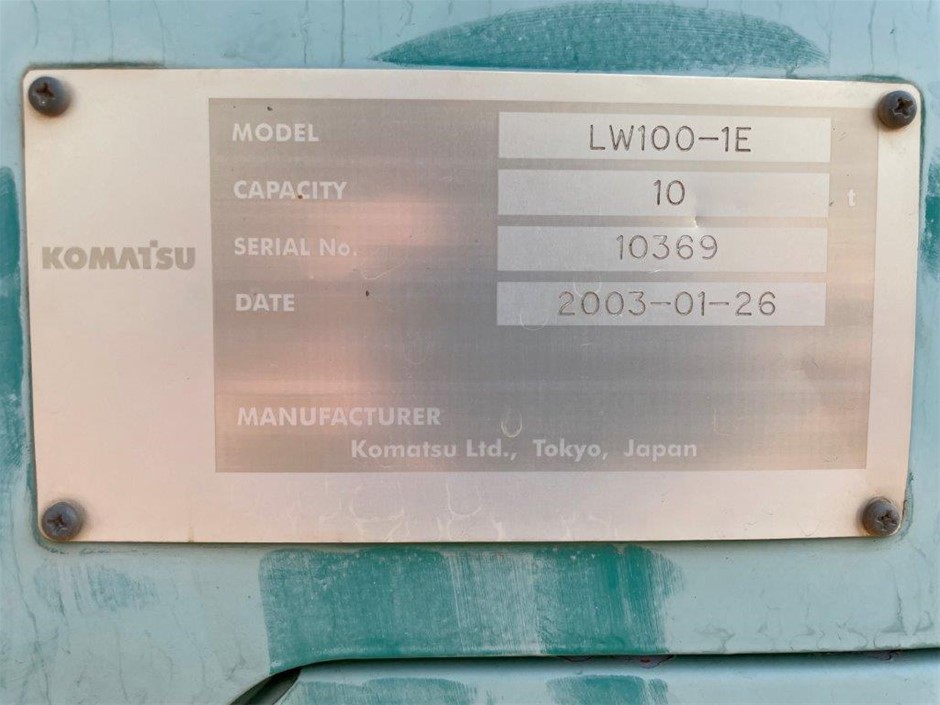 MODEL LW100-1E
CAPACITY 10 t
SERIAL No. 10369
KOMATSU
DATE 2003-01-26
MANUFACTURER
Komatsu Ltd., Tokyo, Japan